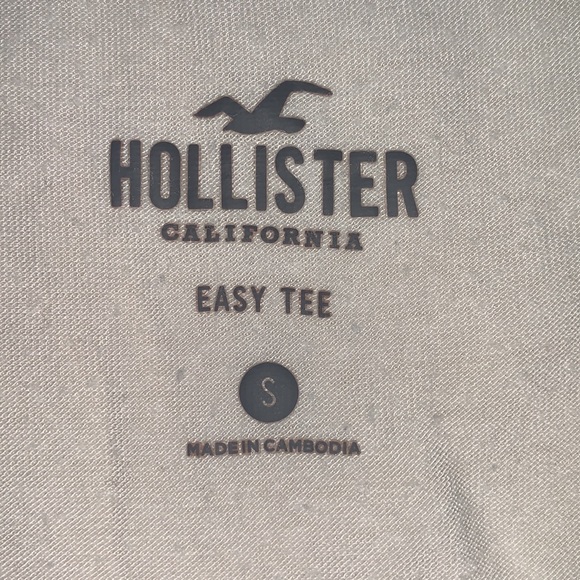 HOLLISTER
CALIFORNIA
EASY TEE
S
MADE IN CAMBODIA